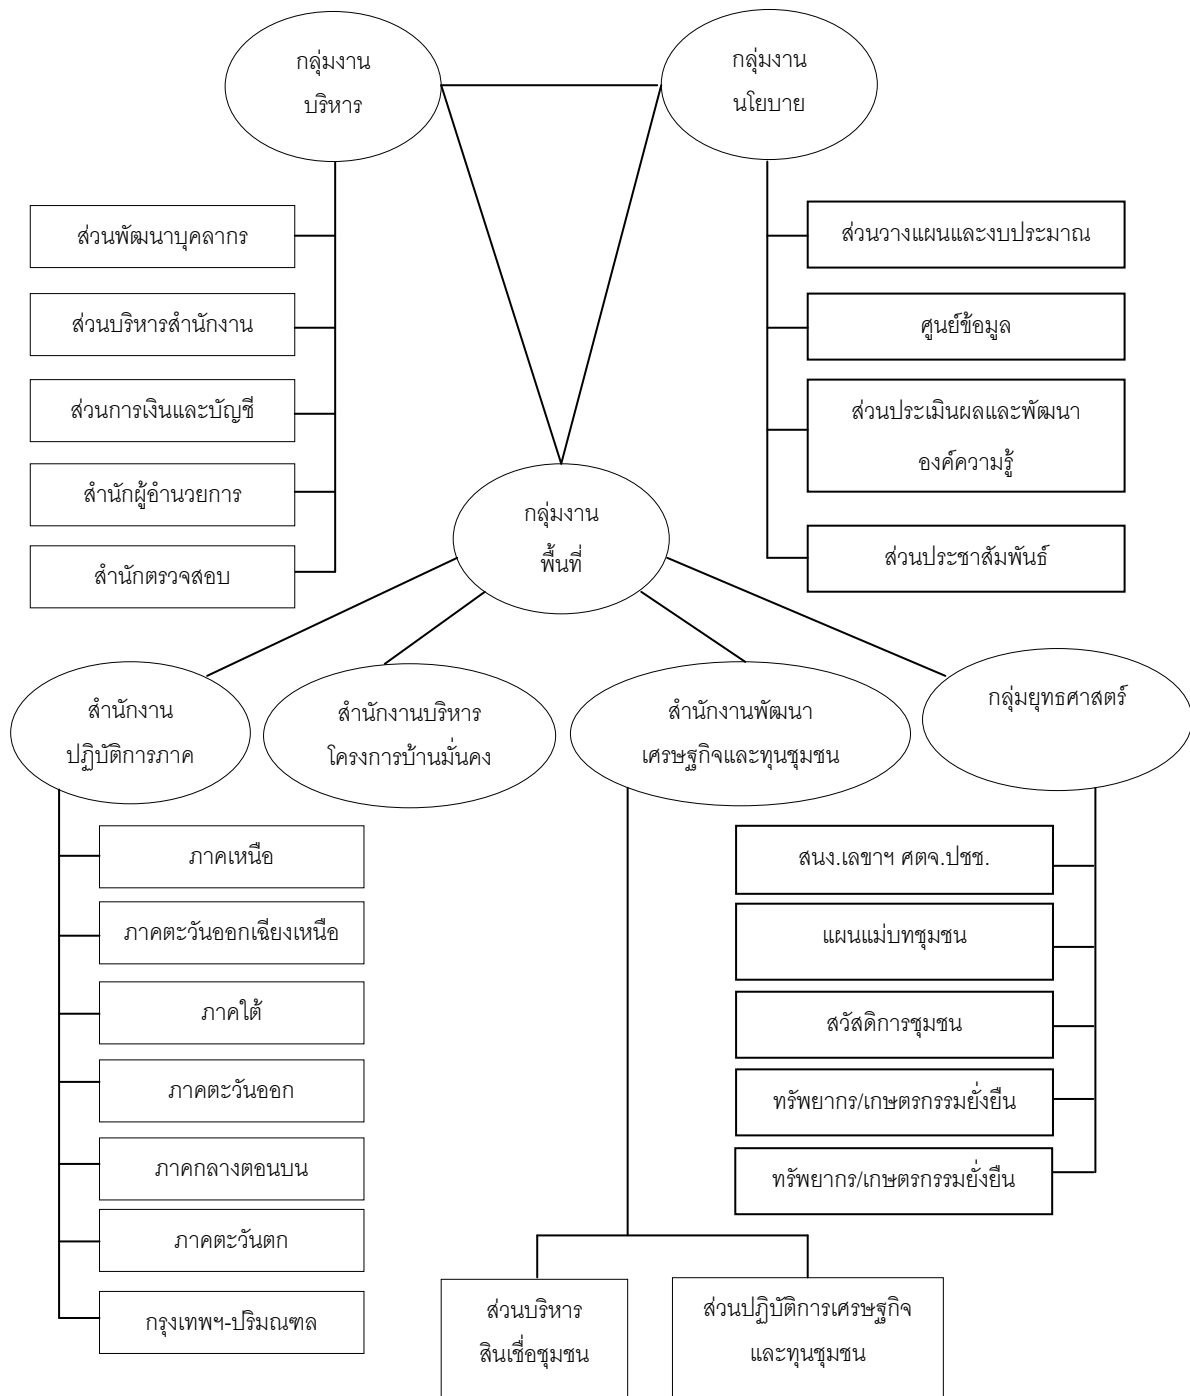 กลุ่มงาน
บริหาร
กลุ่มงาน
นโยบาย
ส่วนพัฒนาบุคลากร
ส่วนบริหารสำนักงาน
ส่วนการเงินและบัญชี
สำนักผู้อำนวยการ
สำนักตรวจสอบ
ส่วนวางแผนและงบประมาณ
ศูนย์ข้อมูล
ส่วนประเมินผลและพัฒนา
องค์ความรู้
ส่วนประชาสัมพันธ์
กลุ่มงาน
พื้นที่
สำนักงาน
ปฏิบัติการภาค
สำนักงานบริหาร
โครงการบ้านมั่นคง
สำนักงานพัฒนา
เศรษฐกิจและทุนชุมชน
กลุ่มยุทธศาสตร์
ภาคเหนือ
ภาคตะวันออกเฉียงเหนือ
ภาคใต้
ภาคตะวันออก
ภาคกลางตอนบน
ภาคตะวันตก
กรุงเทพฯ-ปริมณฑล
สนง.เลขาฯ ศตจ.ปชช.
แผนแม่บทชุมชน
สวัสดิการชุมชน
ทรัพยากร/เกษตรกรรมยั่งยืน
ทรัพยากร/เกษตรกรรมยั่งยืน
ส่วนบริหาร
สินเชื่อชุมชน
ส่วนปฏิบัติการเศรษฐกิจ
และทุนชุมชน